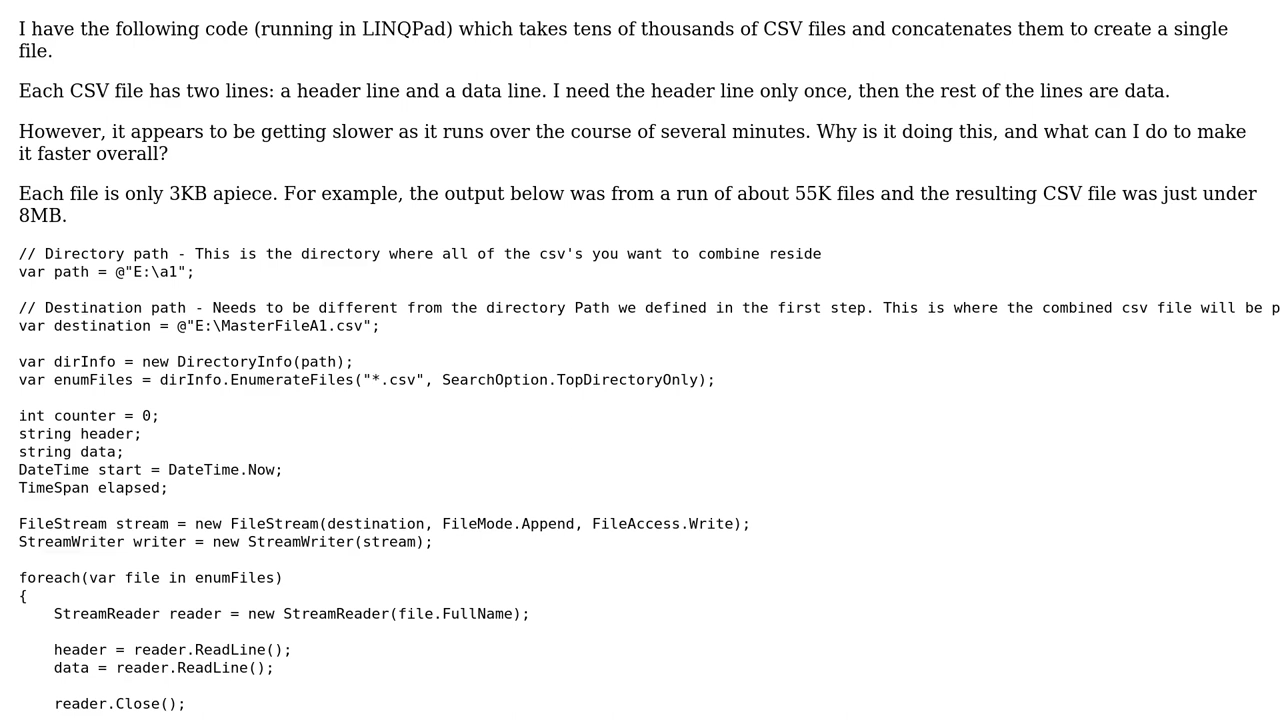 I have the following code (running in LINQPad) which takes tens of thousands of CSV files and concatenates them to create a single
file.
Each CSV file has two lines: a header line and a data line. I need the header line only once, then the rest of the lines are data.
However, it appears to be getting slower as it runs over the course of several minutes. Why is it doing this, and what can I do to make
it faster overall?
Each file is only 3KB apiece. For example, the output below was from a run of about 55K files and the resulting CSV file was just under
8MB.
// Directory path - This is the directory where all of the csv's you want to combine reside
var path = @"E:\a1";
// Destination path - Needs to be different from the directory Path we defined in the first step. This is where the combined csv file will be p
var destination = @"E:\MasterFileA1.csv";
var dirInfo = new DirectoryInfo(path);
var enumFiles = dirInfo.EnumerateFiles("*.csv", SearchOption.TopDirectoryOnly);
int counter = 0;
string header;
string data;
DateTime start = DateTime.Now;
TimeSpan elapsed;
FileStream stream = new FileStream(destination, FileMode.Append, FileAccess.Write);
StreamWriter writer = new StreamWriter(stream);
foreach(var file in enumFiles)
{
    StreamReader reader = new StreamReader(file.FullName);
    header = reader.ReadLine();
    data = reader.ReadLine();
    reader.Close();